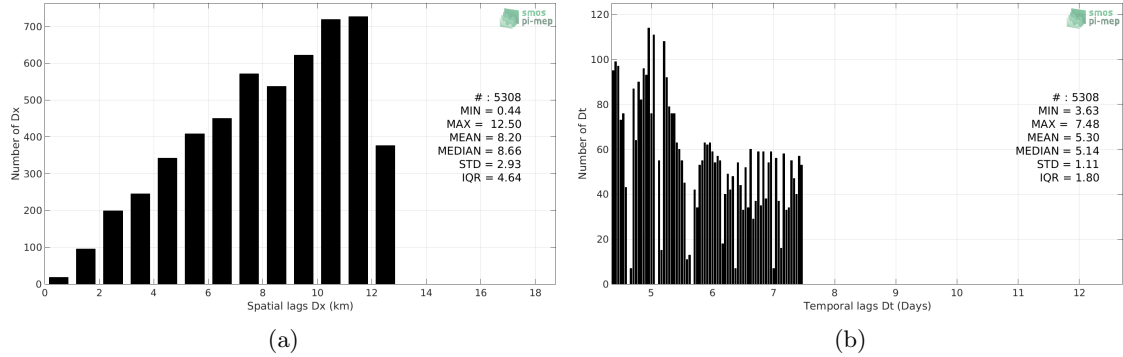 700
600
500
400
300
200
100
0
Number of Dx
0 2 4 6 8 10 12 14 16 18
Spatial lags Dx (km)
smos
pi-mep
# : 5308
MIN = 0.44
MAX = 12.50
MEAN = 8.20
MEDIAN = 8.66
STD = 2.93
IQR = 4.64
(a)
120
100
80
60
40
20
0
Number of Dt
5 6 7 8 9 10 11 12
Temporal lags Dt (Days)
smos
pi-mep
# : 5308
MIN = 3.63
MAX = 7.48
MEAN = 5.30
MEDIAN = 5.14
STD = 1.11
IQR = 1.80
(b)